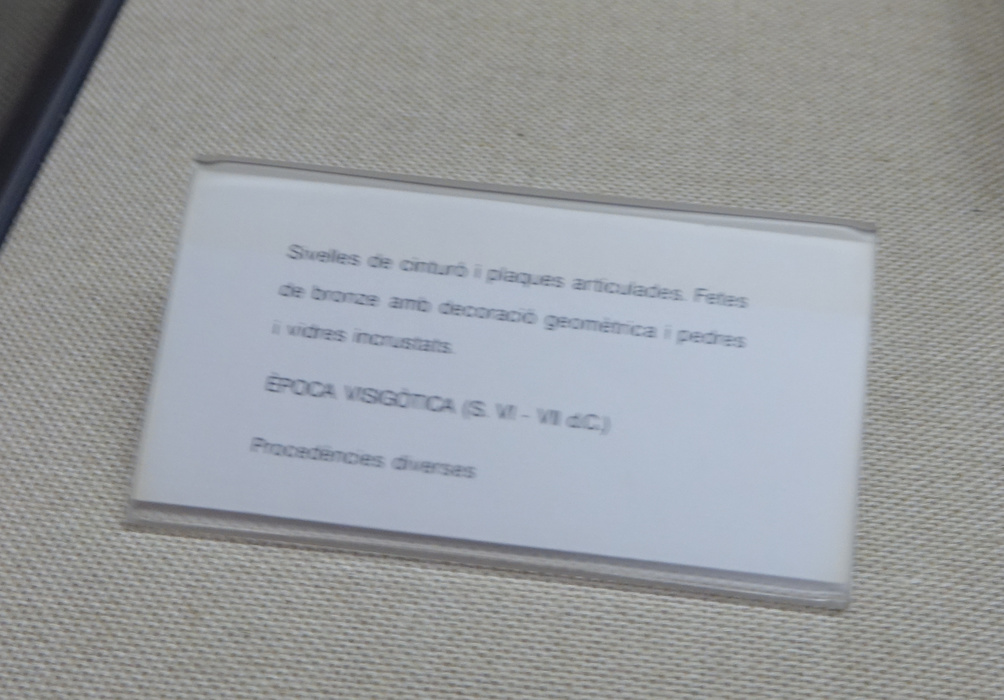 Sivelles de cinturó i plaques articulades. Fetes
de bronze amb decoració geomètrica i pedres
i vidres incrustats.
ÈPOCA VISIGÒTICA (S. VI - VII d.C.)
Procedències diverses